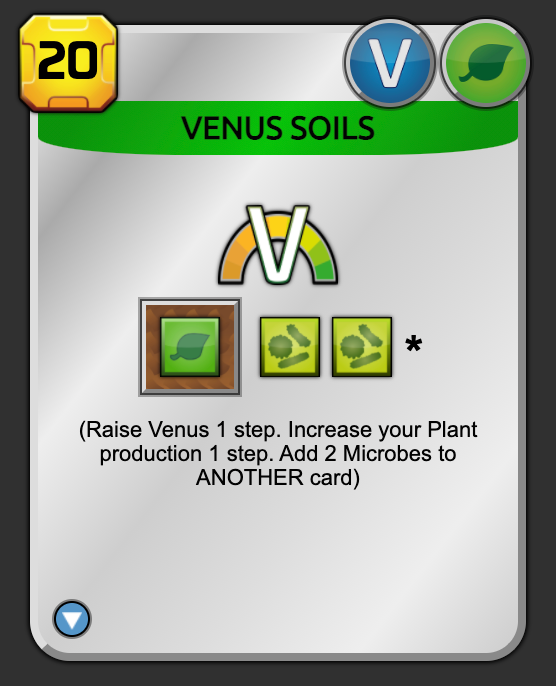 20
V
VENUS SOILS
V
*
(Raise Venus 1 step. Increase your Plant
production 1 step. Add 2 Microbes to
ANOTHER card)